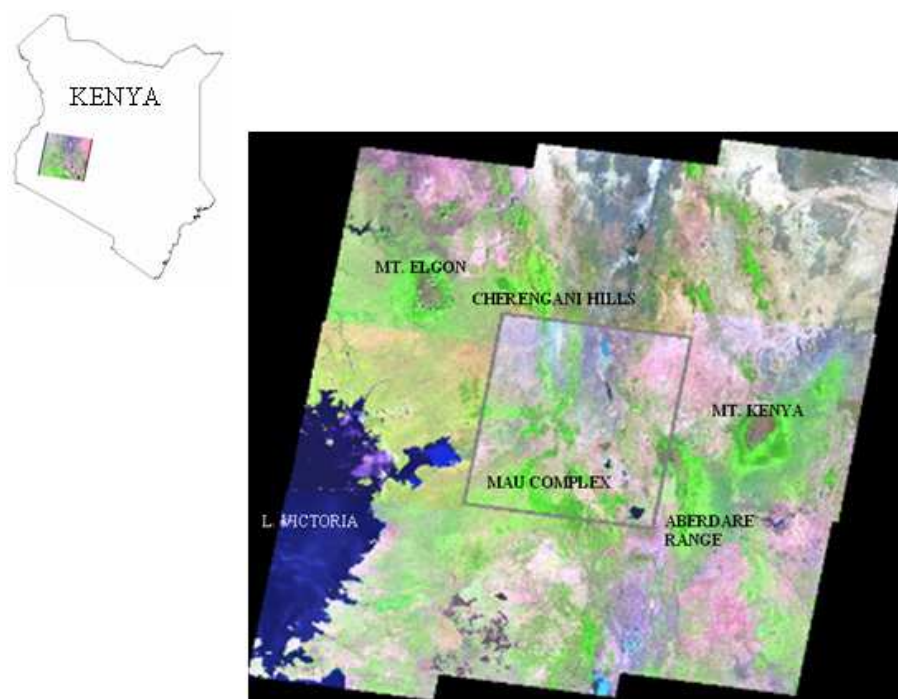 KENYA
MT. ELGON
CHERENGANI HILLS
MT. KENYA
MAU COMPLEX
L. VICTORIA
ABERDARE
RANGE